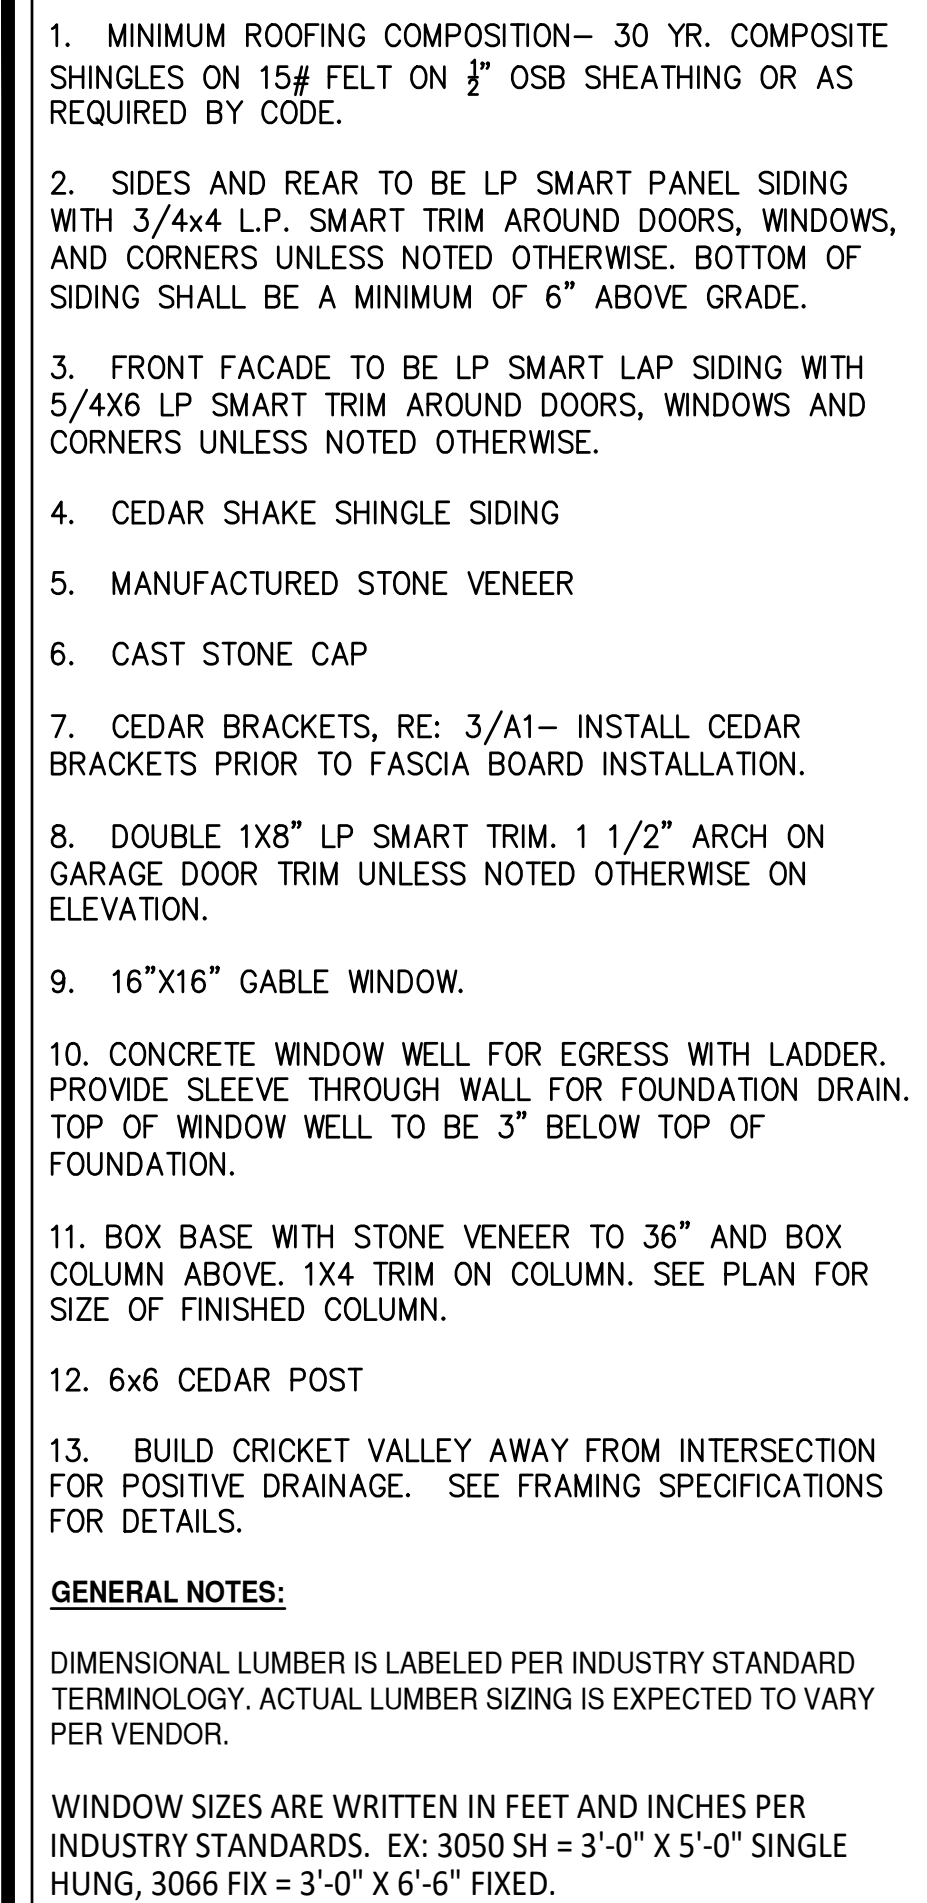 1. MINIMUM ROOFING COMPOSITION– 30 YR. COMPOSITE
SHINGLES ON 15# FELT ON ½” OSB SHEATHING OR AS
REQUIRED BY CODE.
2. SIDES AND REAR TO BE LP SMART PANEL SIDING
WITH 3/4x4 L.P. SMART TRIM AROUND DOORS, WINDOWS,
AND CORNERS UNLESS NOTED OTHERWISE. BOTTOM OF
SIDING SHALL BE A MINIMUM OF 6” ABOVE GRADE.
3. FRONT FACADE TO BE LP SMART LAP SIDING WITH
5/4X6 LP SMART TRIM AROUND DOORS, WINDOWS AND
CORNERS UNLESS NOTED OTHERWISE.
4. CEDAR SHAKE SHINGLE SIDING
5. MANUFACTURED STONE VENEER
6. CAST STONE CAP
7. CEDAR BRACKETS, RE: 3/A1– INSTALL CEDAR
BRACKETS PRIOR TO FASCIA BOARD INSTALLATION.
8. DOUBLE 1X8” LP SMART TRIM. 1 1/2” ARCH ON
GARAGE DOOR TRIM UNLESS NOTED OTHERWISE ON
ELEVATION.
9. 16”X16” GABLE WINDOW.
10. CONCRETE WINDOW WELL FOR EGRESS WITH LADDER.
PROVIDE SLEEVE THROUGH WALL FOR FOUNDATION DRAIN.
TOP OF WINDOW WELL TO BE 3” BELOW TOP OF
FOUNDATION.
11. BOX BASE WITH STONE VENEER TO 36” AND BOX
COLUMN ABOVE. 1X4 TRIM ON COLUMN. SEE PLAN FOR
SIZE OF FINISHED COLUMN.
12. 6x6 CEDAR POST
13. BUILD CRICKET VALLEY AWAY FROM INTERSECTION
FOR POSITIVE DRAINAGE. SEE FRAMING SPECIFICATIONS
FOR DETAILS.
GENERAL NOTES:
DIMENSIONAL LUMBER IS LABELED PER INDUSTRY STANDARD
TERMINOLOGY. ACTUAL LUMBER SIZING IS EXPECTED TO VARY
PER VENDOR.
WINDOW SIZES ARE WRITTEN IN FEET AND INCHES PER
INDUSTRY STANDARDS. EX: 3050 SH = 3'-0" X 5'-0" SINGLE
HUNG, 3066 FIX = 3'-0" X 6'-6" FIXED.